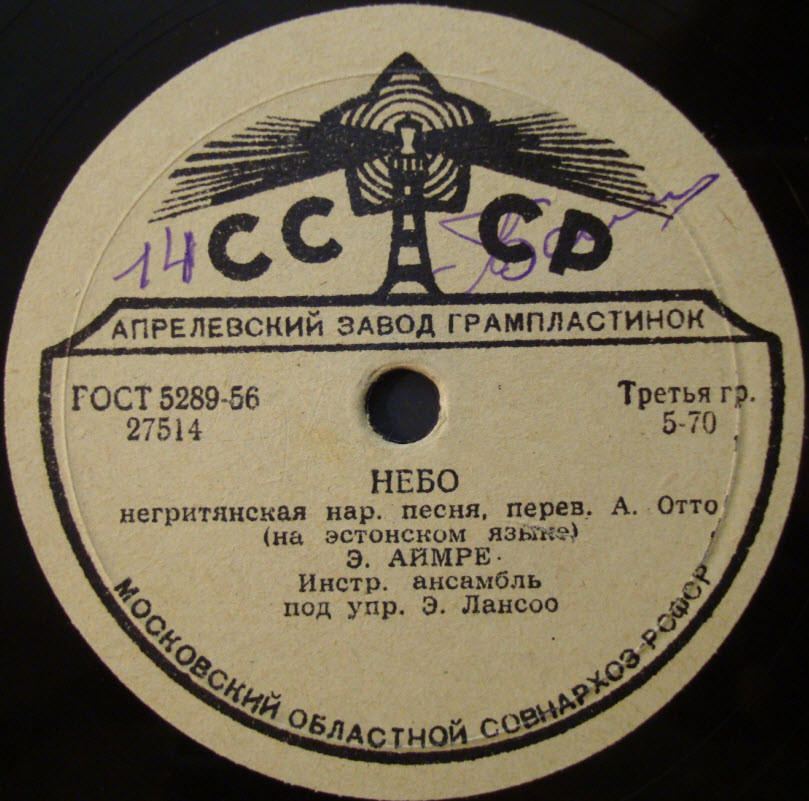 14
СССР
АПРЕЛЕВСКИЙ ЗАВОД ГРАМПЛАСТИНОК
ГОСТ 5289-56
27514
Третья гр.
5-70
НЕБО
негритянская нар. песня, перев. А. Отто
(на эстонском языке)
Э. АЙМРЕ
Инстр. ансамбль
под упр. Э. Лансоо
МОСКОВСКИЙ ОБЛАСТНОЙ СОВНАРХОЗ-РСФСР